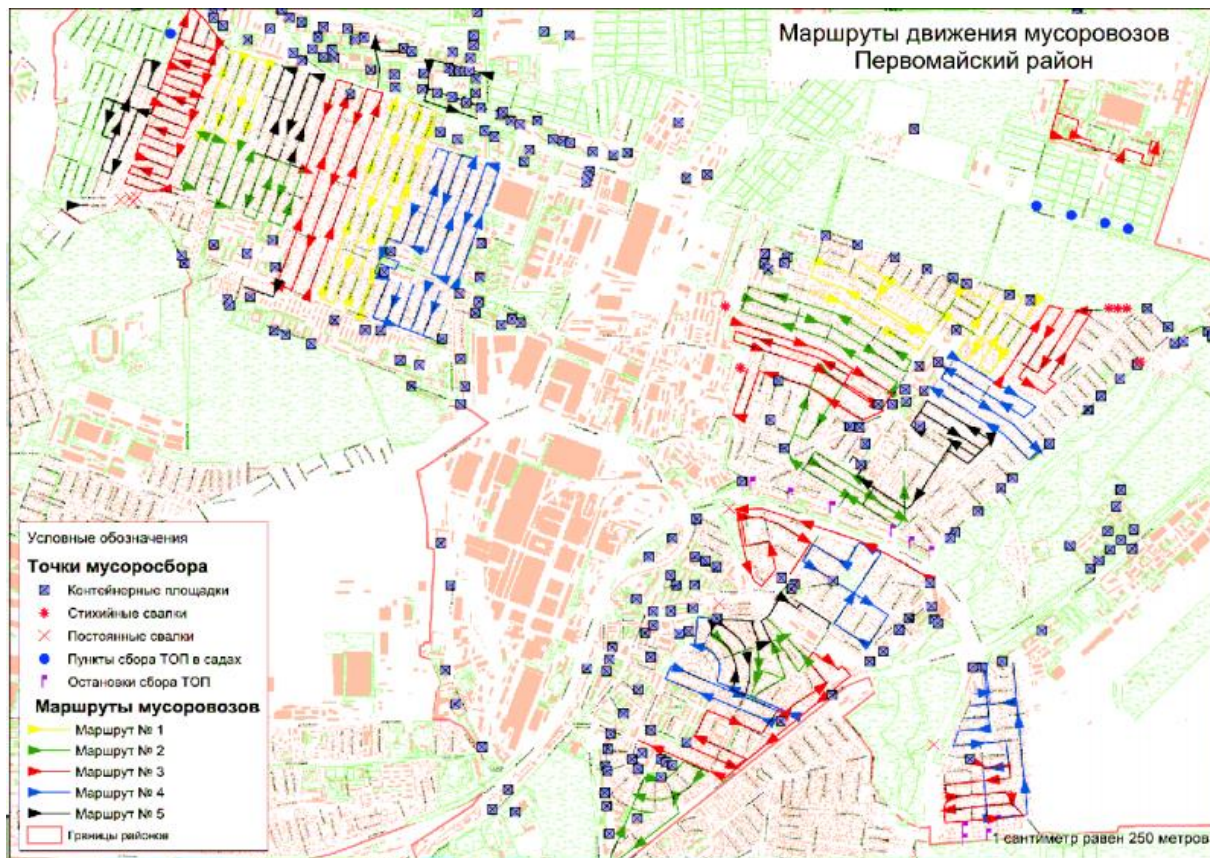 Маршруты движения мусоровозов
Первомайский район
Условные обозначения
Точки мусоросбора
Контейнерные площадки
Стихийные свалки
Постоянные свалки
Пункты сбора ТОП в садах
Остановки сбора ТОП
Маршруты мусоровозов
Маршрут № 1
Маршрут № 2
Маршрут № 3
Маршрут № 4
Маршрут № 5
Границы районов
1 сантиметр равен 250 метров